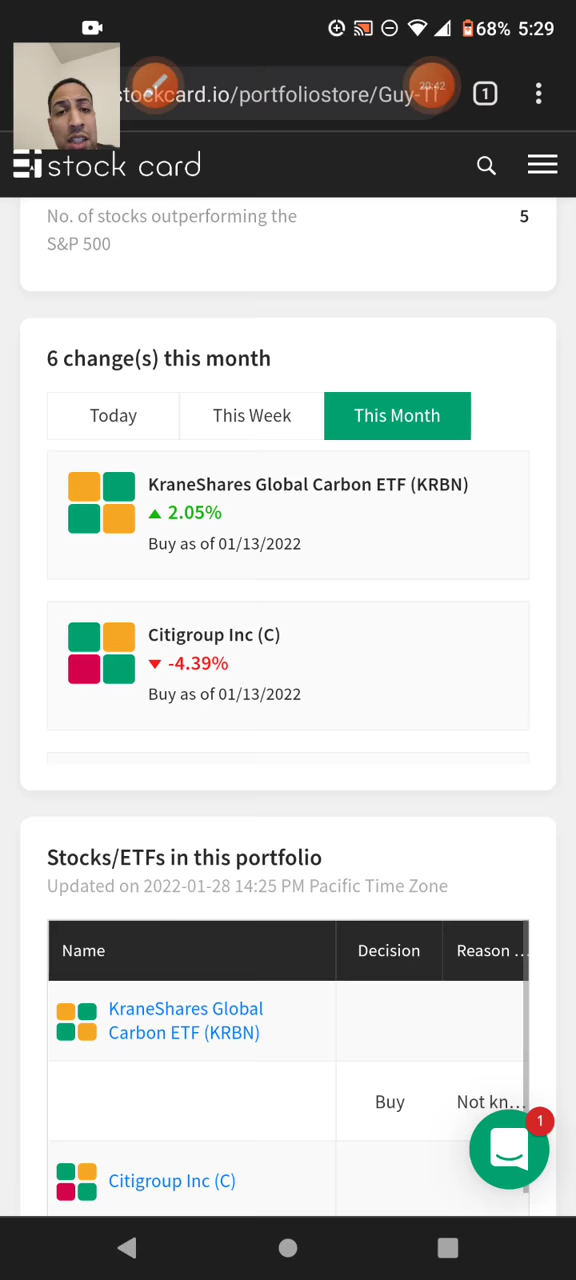 68% 5:29
stockcard.io/portfoliostore/Guy-11
20:42
1
stock card
No. of stocks outperforming the
5
S&P 500
6 change(s) this month
Today
This Week
This Month
KraneShares Global Carbon ETF (KRBN)
2.05%
Buy as of 01/13/2022
Citigroup Inc (C)
-4.39%
Buy as of 01/13/2022
Stocks/ETFs in this portfolio
Updated on 2022-01-28 14:25 PM Pacific Time Zone
Name
Decision
Reason ...
KraneShares Global
Carbon ETF (KRBN)
Buy
Not kn...
1
Citigroup Inc (C)